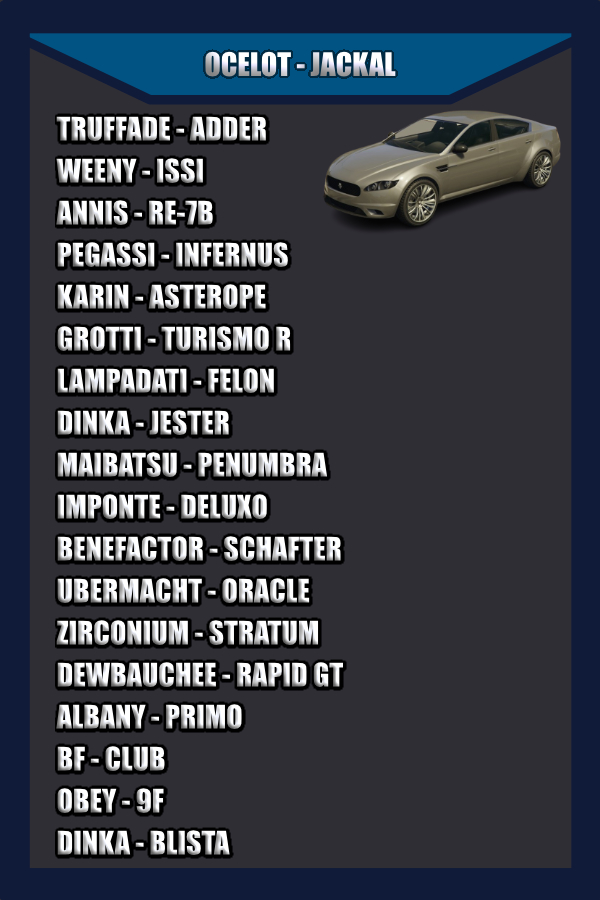 OCELOT - JACKAL
TRUFFADE - ADDER
WEENY - ISSI
ANNIS - RE-7B
PEGASSI - INFERNUS
KARIN - ASTEROPE
GROTTI - TURISMO R
LAMPADATI - FELON
DINKA - JESTER
MAIBATSU - PENUMBRA
IMPONTE - DELUXO
BENEFACTOR - SCHAFTER
UBERMACHT - ORACLE
ZIRCONIUM - STRATUM
DEWBAUCHEE - RAPID GT
ALBANY - PRIMO
BF - CLUB
OBEY - 9F
DINKA - BLISTA